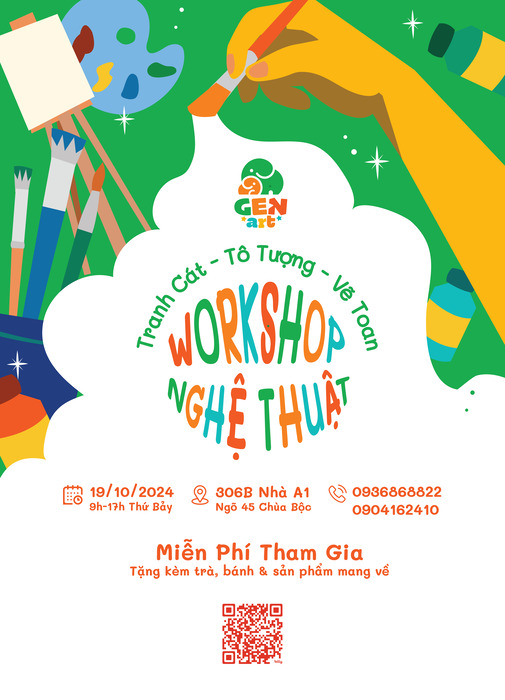 GEN
art
Tranh Cát - Tô Tượng - Vẽ Toan
WORKSHOP
NGHỆ THUẬT
19/10/2024
9h-17h Thứ Bảy
306B Nhà A1
Ngõ 45 Chùa Bộc
0936868822
0904162410
Miễn Phí Tham Gia
Tặng kèm trà, bánh & sản phẩm mang về